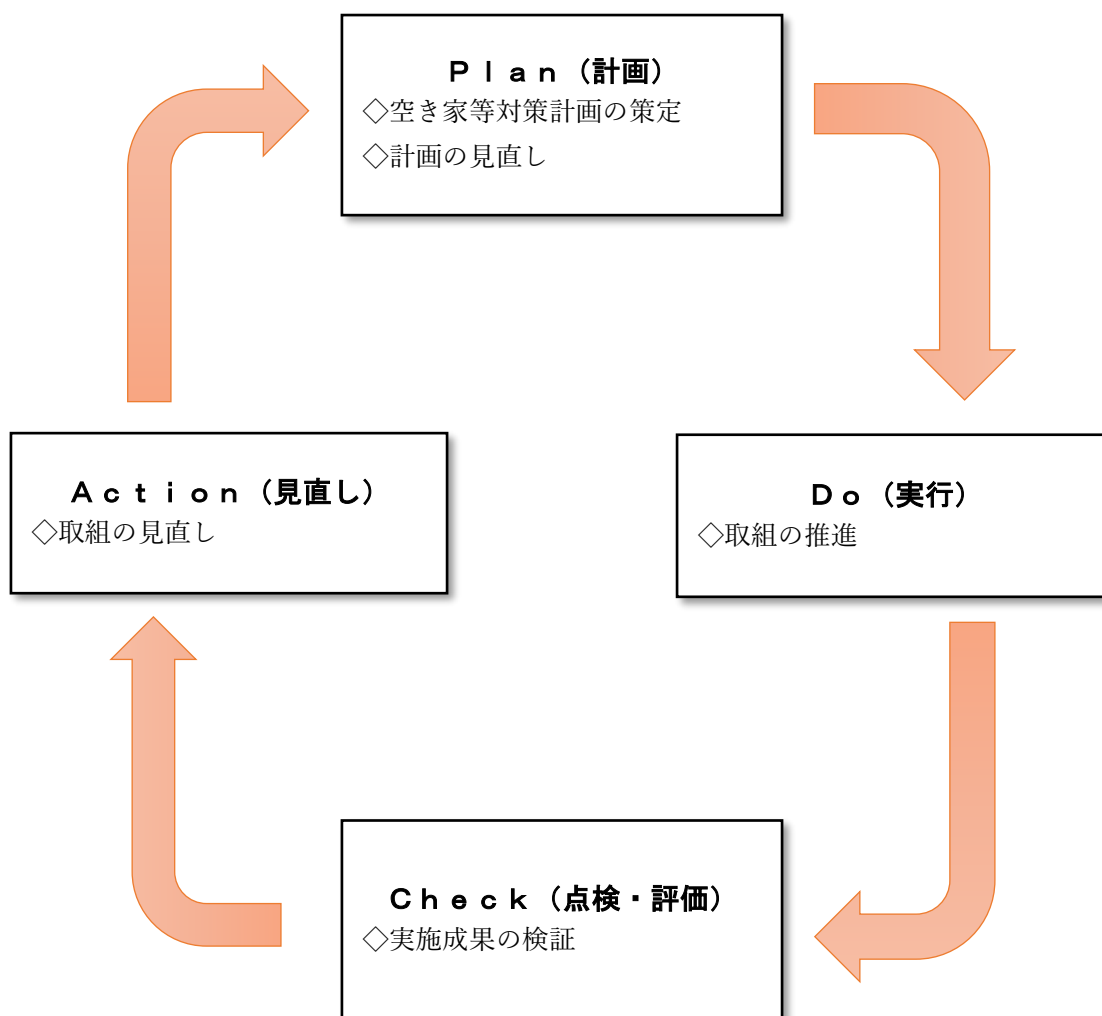 Ｐｌａｎ（計画）
◇空き家等対策計画の策定
◇計画の見直し
Ａｃｔｉｏｎ（見直し）
◇取組の見直し
Ｄｏ（実行）
◇取組の推進
Ｃｈｅｃｋ（点検・評価）
◇実施成果の検証